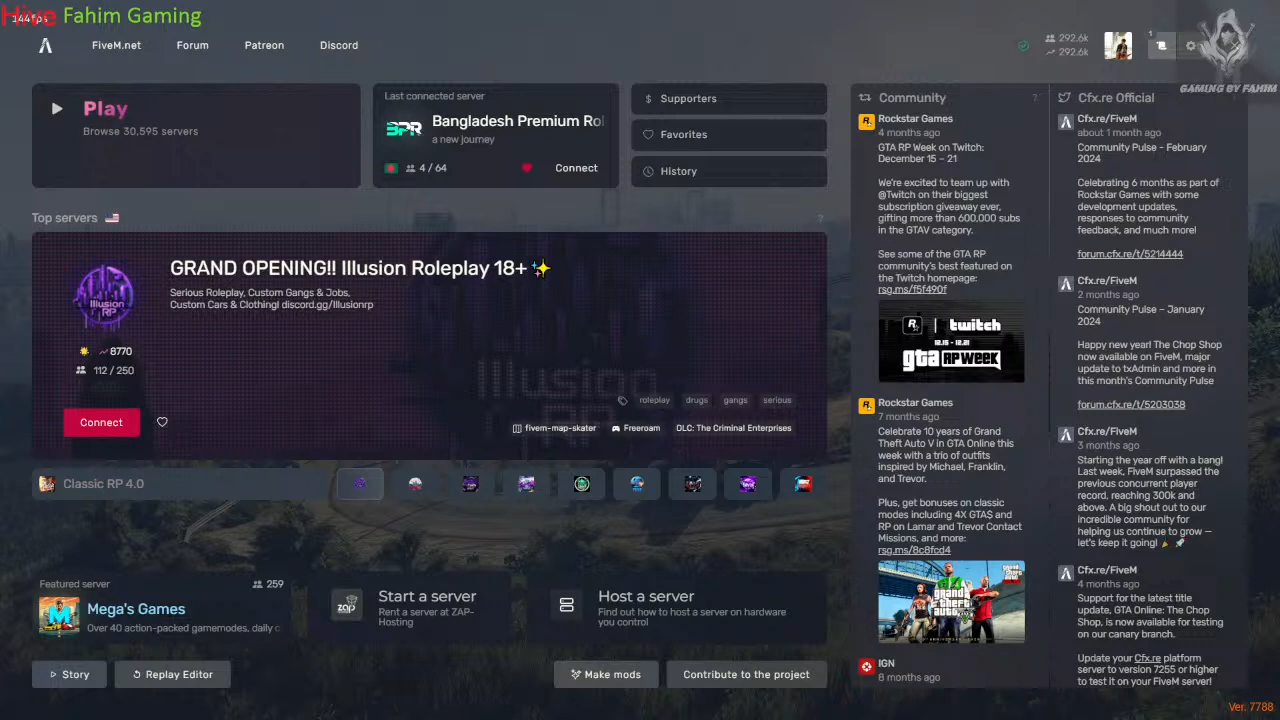 Hive Fahim Gaming
144fps
FiveM.net
Forum
Patreon
Discord
292.6k
292.6k
1
GAMING BY FAHIM
Play
Browse 30,595 servers
Last connected server
BPR
Bangladesh Premium Rol
a new journey
4 / 64
Connect
Supporters
Favorites
History
Top servers
?
Illusion
RP
GRAND OPENING!! Illusion Roleplay 18+
Serious Roleplay, Custom Gangs & Jobs,
Custom Cars & Clothing! discord.gg/Illusionrp
8770
112 / 250
Illusion
RP
roleplay
drugs
gangs
serious
Connect
fivem-map-skater
Freeroam
DLC: The Criminal Enterprises
Classic RP 4.0
Featured server
259
Mega's Games
Over 40 action-packed gamemodes, daily c
ZAP
Start a server
Rent a server at ZAP-
Hosting
Host a server
Find out how to host a server on hardware
you control
Story
Replay Editor
Make mods
Contribute to the project
Community
?
Rockstar Games
4 months ago
GTA RP Week on Twitch:
December 15 – 21
We're excited to team up with
@Twitch on their biggest
subscription giveaway ever,
gifting more than 600,000 subs
in the GTAV category.
See some of the GTA RP
community's best featured on
the Twitch homepage:
rsg.ms/f5f490f
R | twitch
12.15 - 12.21
gta RP WEEK
Rockstar Games
7 months ago
Celebrate 10 years of Grand
Theft Auto V in GTA Online this
week with a trio of outfits
inspired by Michael, Franklin,
and Trevor.
Plus, get bonuses on classic
modes including 4X GTA$ and
RP on Lamar and Trevor Contact
Missions, and more:
rsg.ms/8c8fcd4
grand
theft
auto
IGN
8 months ago
Cfx.re Official
Cfx.re/FiveM
about 1 month ago
Community Pulse - February
2024
Celebrating 6 months as part of
Rockstar Games with some
development updates,
responses to community
feedback, and much more!
forum.cfx.re/t/5214444
Cfx.re/FiveM
2 months ago
Community Pulse – January
2024
Happy new year! The Chop Shop
now available on FiveM, major
update to txAdmin and more in
this month's Community Pulse
forum.cfx.re/t/5203038
Cfx.re/FiveM
3 months ago
Starting the year off with a bang!
Last week, FiveM surpassed the
previous concurrent player
record, reaching 300k and
above. A big shout out to our
incredible community for
helping us continue to grow —
let's keep it going!
Cfx.re/FiveM
4 months ago
Support for the latest title
update, GTA Online: The Chop
Shop, is now available for testing
on our canary branch.
Update your Cfx.re platform
server to version 7255 or higher
to test it on your FiveM server!
Ver. 7788